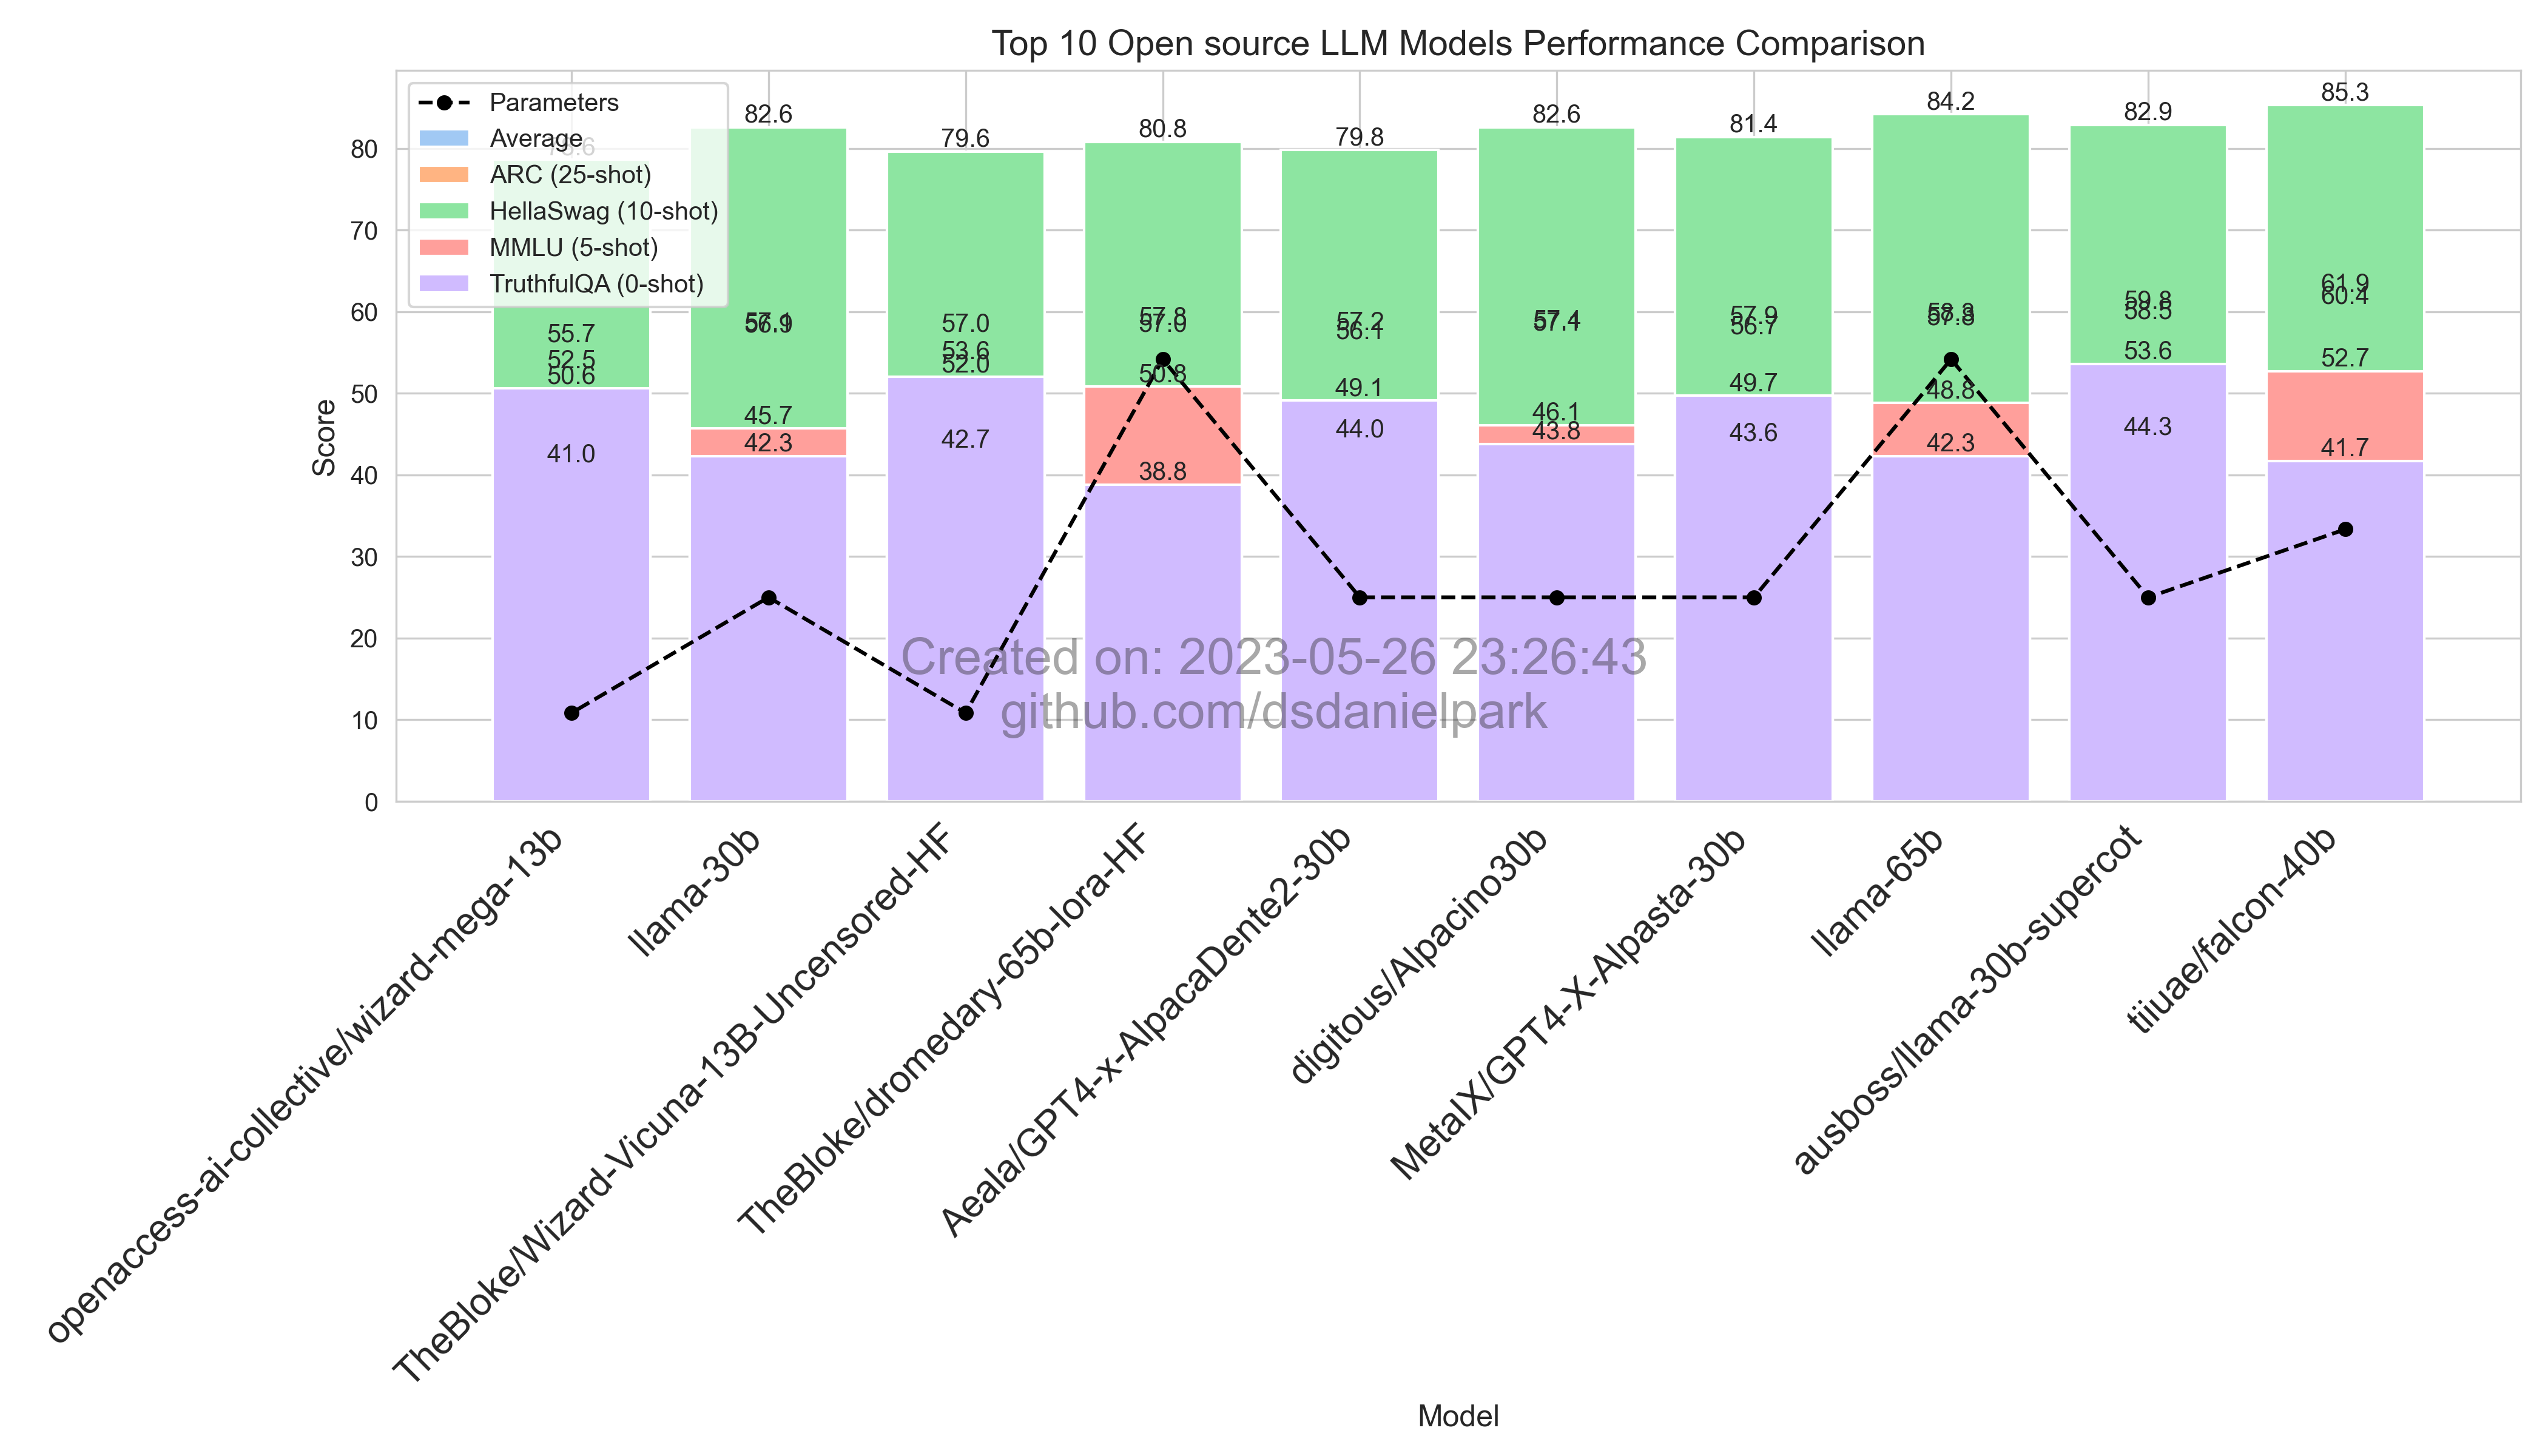 Top 10 Open source LLM Models Performance Comparison
Parameters
Average
ARC (25-shot)
HellaSwag (10-shot)
MMLU (5-shot)
TruthfulQA (0-shot)
82.6
79.6
80.8
79.8
82.6
81.4
84.2
82.9
85.3
55.7
52.5
50.6
41.0
45.7
42.3
57.0
53.6
52.0
42.7
57.8
57.0
50.8
38.8
57.2
56.1
49.1
44.0
57.4
46.1
43.8
57.9
56.7
49.7
43.6
48.8
42.3
59.8
58.5
53.6
44.3
61.9
60.4
52.7
41.7
80
70
60
50
40
30
20
10
0
Score
Created on: 2023-05-26 23:26:43
github.com/dsdanielpark
openaccess-ai-collective/wizard-mega-13b
llama-30b
TheBloke/Wizard-Vicuna-13B-Uncensored-HF
TheBloke/dromedary-65b-lora-HF
Aeala/GPT4-x-AlpacaDente2-30b
digitous/Alpacino30b
MetaIX/GPT4-X-Alpasta-30b
llama-65b
ausboss/llama-30b-supercot
tiiuae/falcon-40b
Model